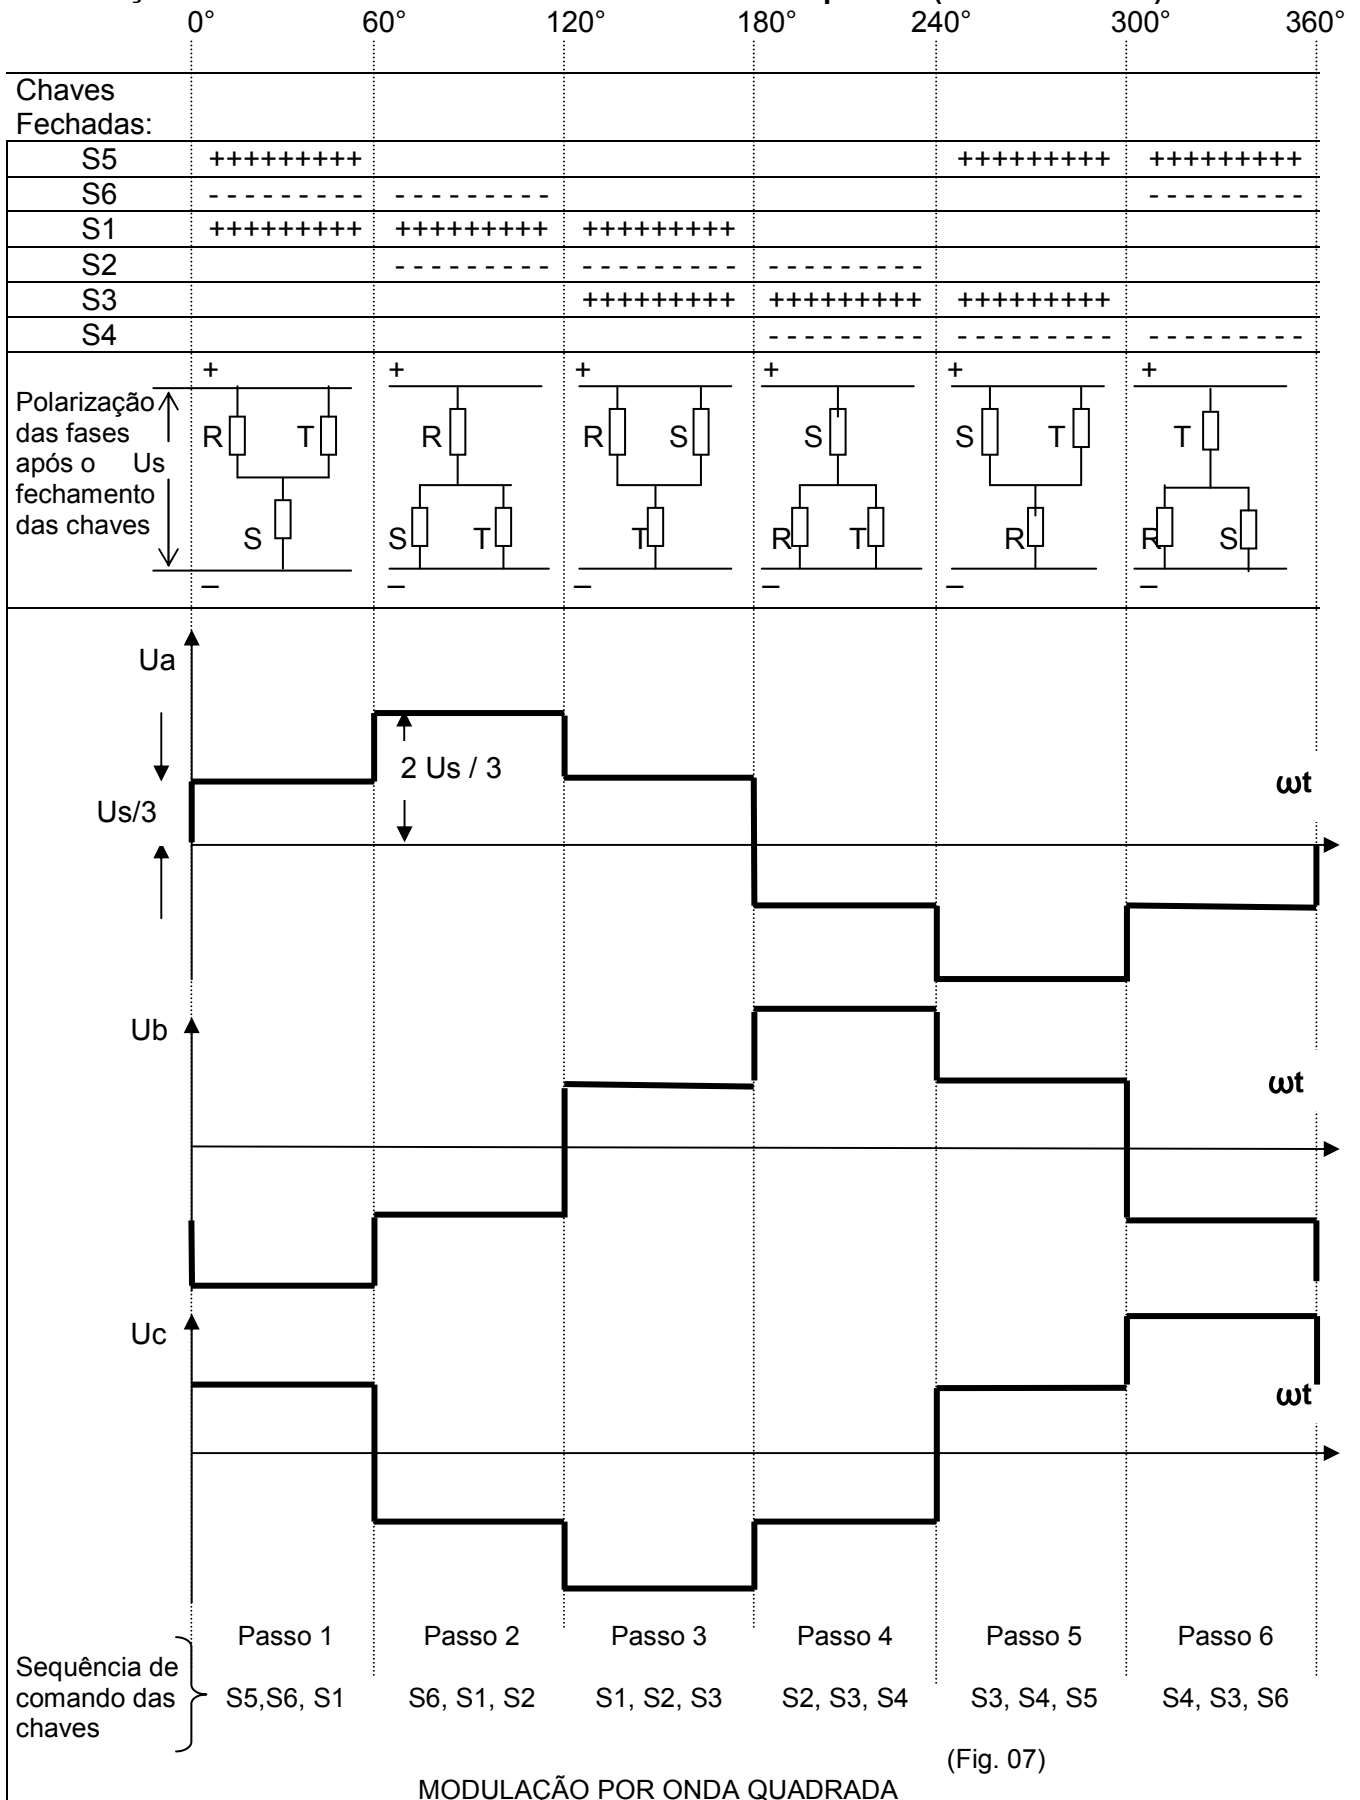 0° 60° 120° 180° 240° 300° 360°
Chaves
Fechadas:
S5 +++++++++ +++++++++ +++++++++
S6 - - - - - - - - - - - - - - - - - - - - - - - - - - -
S1 +++++++++ +++++++++ +++++++++
S2 - - - - - - - - - - - - - - - - - - - - - - - - - - -
S3 +++++++++ +++++++++ +++++++++
S4 - - - - - - - - - - - - - - - - - - - - - - - - - - -
+ + + + + +
Polarização
das fases
após o Us
fechamento
das chaves
R T R R S S S T T
S S T T R T R R S
– – – – – –
Ua
2 Us / 3
ωt
Us/3
Ub
ωt
Uc
ωt
Passo 1 Passo 2 Passo 3 Passo 4 Passo 5 Passo 6
Sequência de
comando das
chaves
S5,S6, S1 S6, S1, S2 S1, S2, S3 S2, S3, S4 S3, S4, S5 S4, S3, S6
(Fig. 07)
MODULAÇÃO POR ONDA QUADRADA